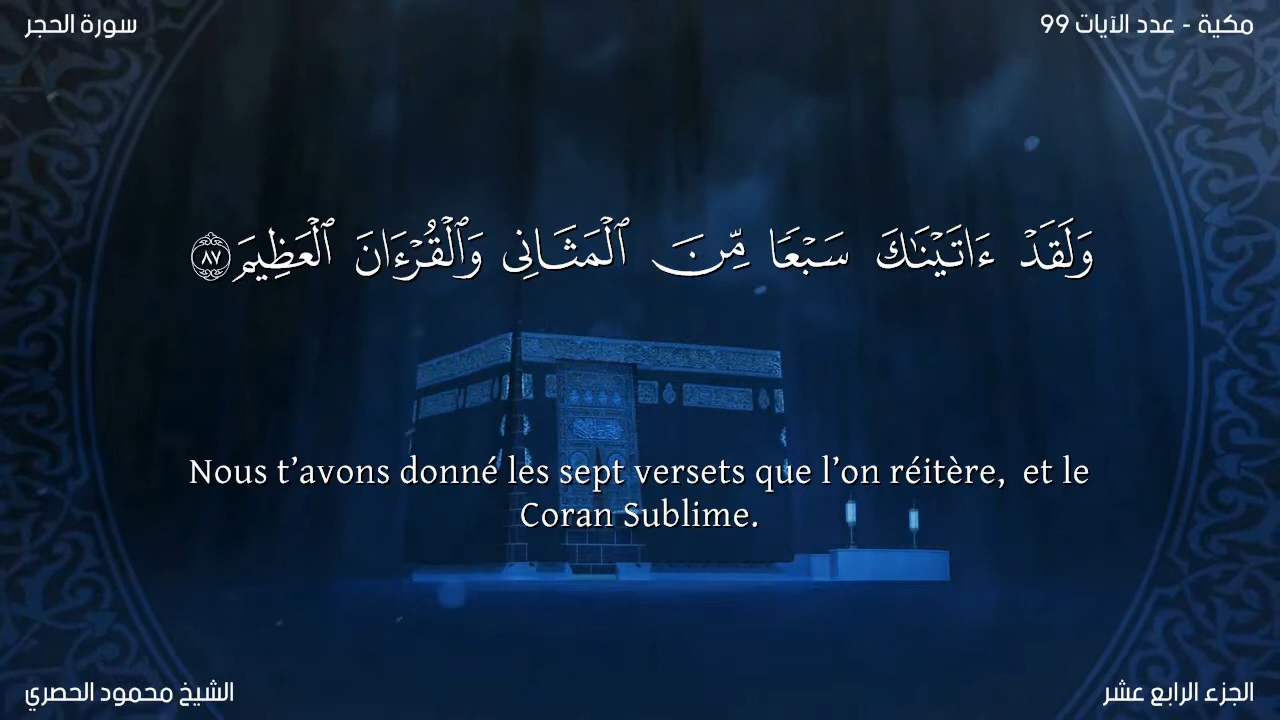 سورة الحجر
مكية - عدد الآيات 99
وَلَقَدْ ءَاتَيْنَٰكَ سَبْعًا مِّنَ ٱلْمَثَانِى وَٱلْقُرْءَانَ ٱلْعَظِيمَ ٨٧
Nous t’avons donné les sept versets que l’on réitère, et le
Coran Sublime.
الشيخ محمود الحصري
الجزء الرابع عشر